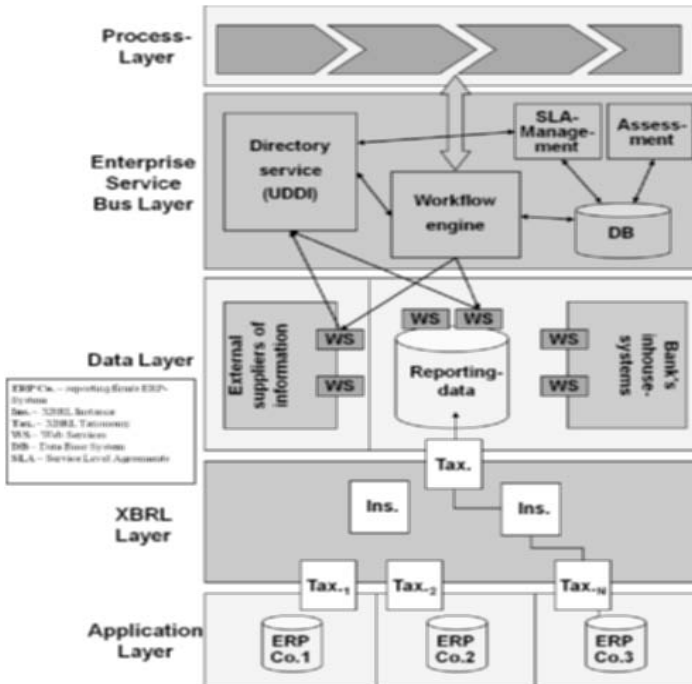 Process-
Layer
Enterprise
Service
Bus Layer
Directory
service
(UDDI)
SLA-
Manage-
ment
Assess-
ment
Workflow
engine
DB
Data Layer
External
suppliers of
information
WS
WS
WS
WS
Reporting-
data
WS
WS
Bank's
inhouse-
systems
ERP Co. – reporting firms ERP-
System
Ins. – XBRL Instance
Tax. – XBRL Taxonomy
WS – Web Services
DB – Data Base System
SLA – Service Level Agreements
XBRL
Layer
Tax.
Ins.
Ins.
Tax.1
Tax.2
Tax.N
Application
Layer
ERP
Co.1
ERP
Co.2
ERP
Co.3